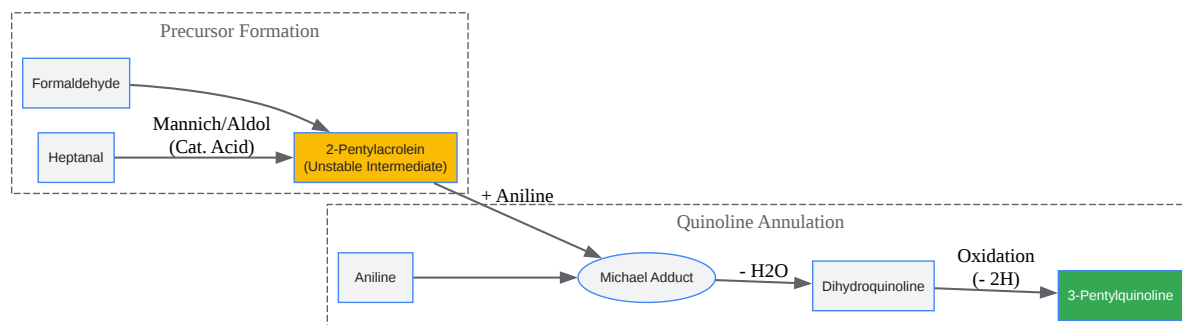 Precursor Formation
Formaldehyde
Mannich/Aldol
(Cat. Acid)
Heptanal
2-Pentylacrolein
(Unstable Intermediate)
+ Aniline
Quinoline Annulation
Aniline
Michael Adduct
- H2O
Dihydroquinoline
Oxidation
(- 2H)
3-Pentylquinoline